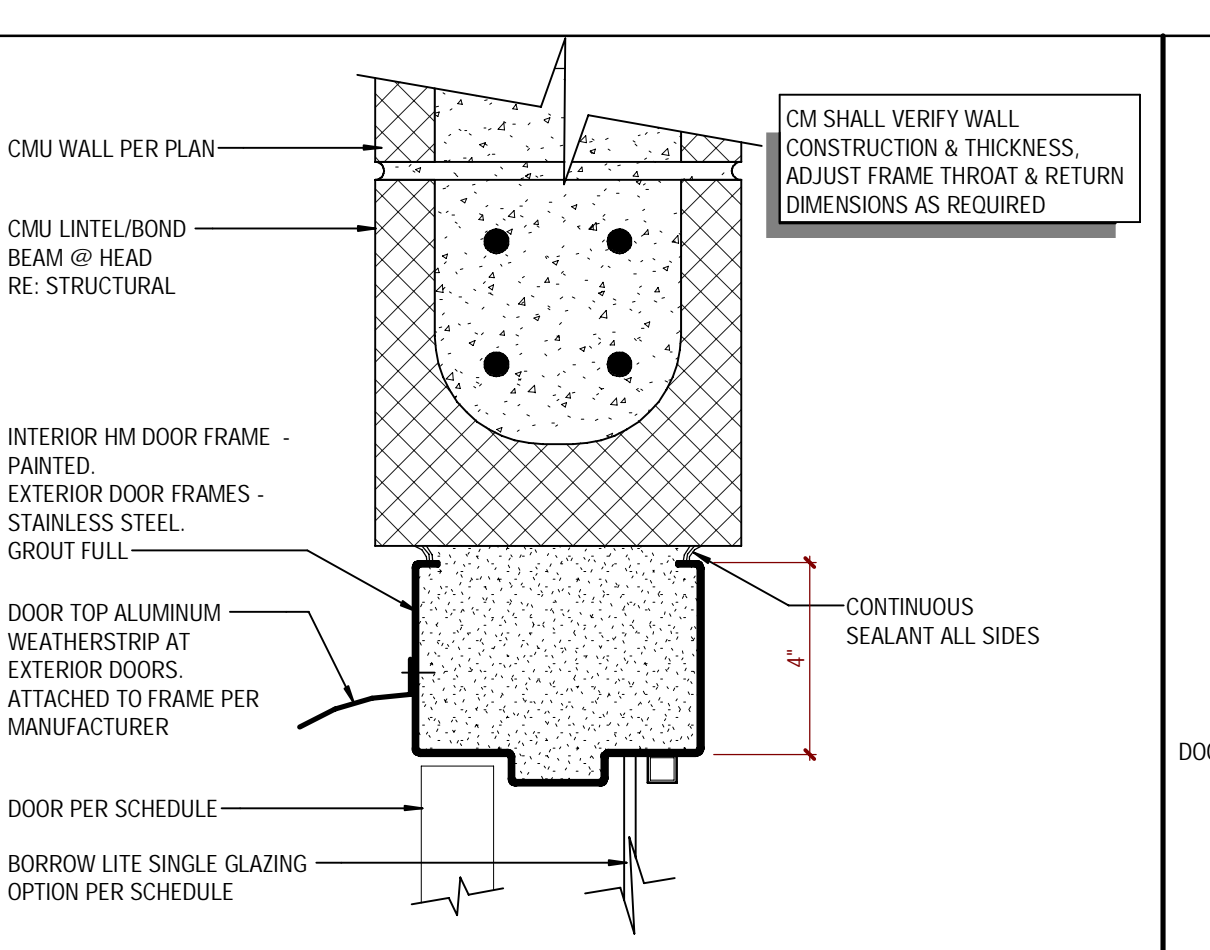 CMU WALL PER PLAN
CM SHALL VERIFY WALL
CONSTRUCTION & THICKNESS,
ADJUST FRAME THROAT & RETURN
DIMENSIONS AS REQUIRED
CMU LINTEL/BOND
BEAM @ HEAD
RE: STRUCTURAL
INTERIOR HM DOOR FRAME -
PAINTED.
EXTERIOR DOOR FRAMES -
STAINLESS STEEL.
GROUT FULL
DOOR TOP ALUMINUM
WEATHERSTRIP AT
EXTERIOR DOORS.
ATTACHED TO FRAME PER
MANUFACTURER
CONTINUOUS
SEALANT ALL SIDES
4"
DOOR PER SCHEDULE
BORROW LITE SINGLE GLAZING
OPTION PER SCHEDULE